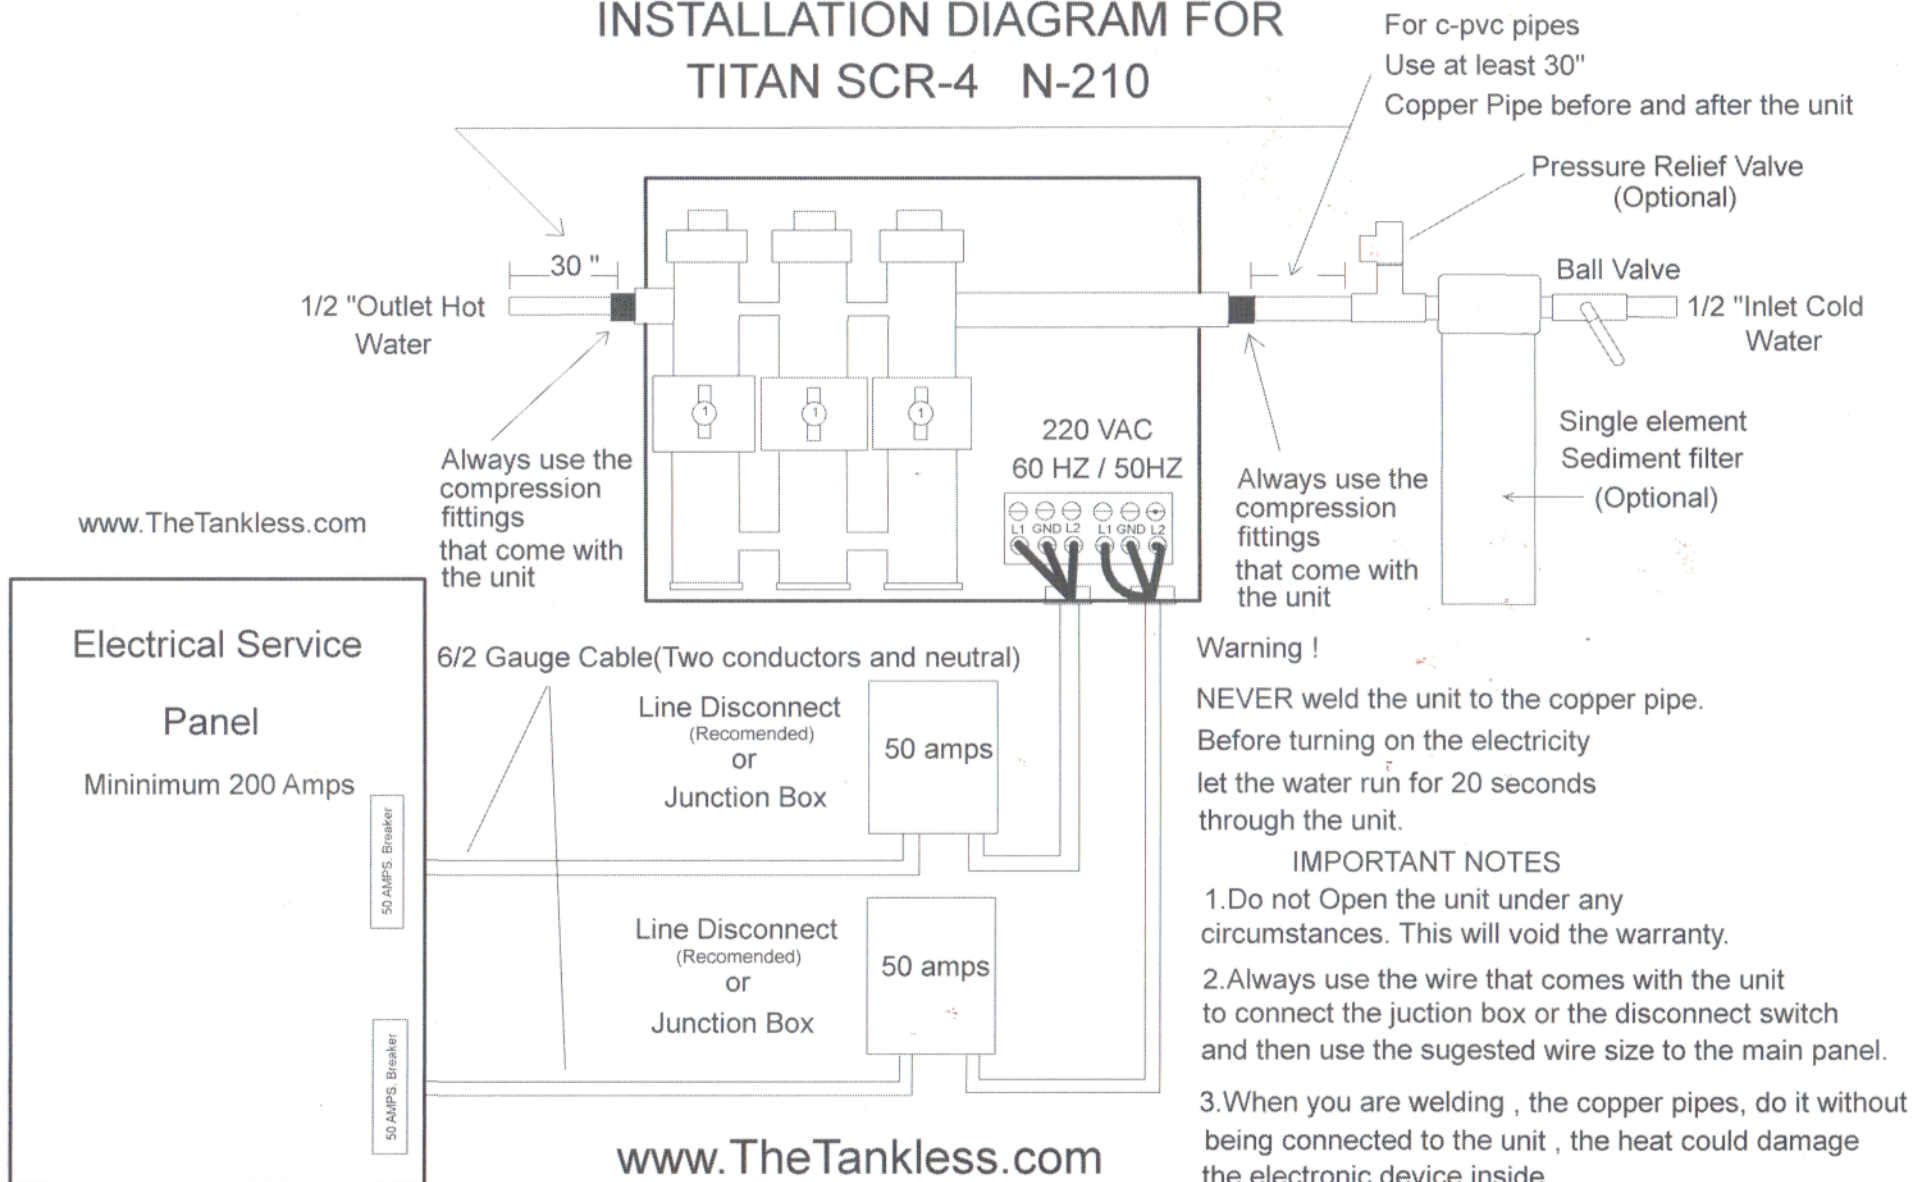 INSTALLATION DIAGRAM FOR
TITAN SCR-4 N-210
For c-pvc pipes
Use at least 30"
Copper Pipe before and after the unit
Pressure Relief Valve
(Optional)
30 "
Ball Valve
1/2 "Outlet Hot
Water
1/2 "Inlet Cold
Water
1
1
1
220 VAC
60 HZ / 50HZ
L1 GND L2 L1 GND L2
Single element
Sediment filter
(Optional)
Always use the
compression
fittings
that come with
the unit
Always use the
compression
fittings
that come with
the unit
www.TheTankless.com
Electrical Service
Panel
Mininimum 200 Amps
50 AMPS. Breaker
50 AMPS. Breaker
6/2 Gauge Cable(Two conductors and neutral)
Line Disconnect
(Recomended)
or
Junction Box
50 amps
Line Disconnect
(Recomended)
or
Junction Box
50 amps
www.TheTankless.com
Warning !
NEVER weld the unit to the copper pipe.
Before turning on the electricity
let the water run for 20 seconds
through the unit.
IMPORTANT NOTES
1.Do not Open the unit under any
circumstances. This will void the warranty.
2.Always use the wire that comes with the unit
to connect the juction box or the disconnect switch
and then use the sugested wire size to the main panel.
3.When you are welding , the copper pipes, do it without
being connected to the unit , the heat could damage
the electronic device inside